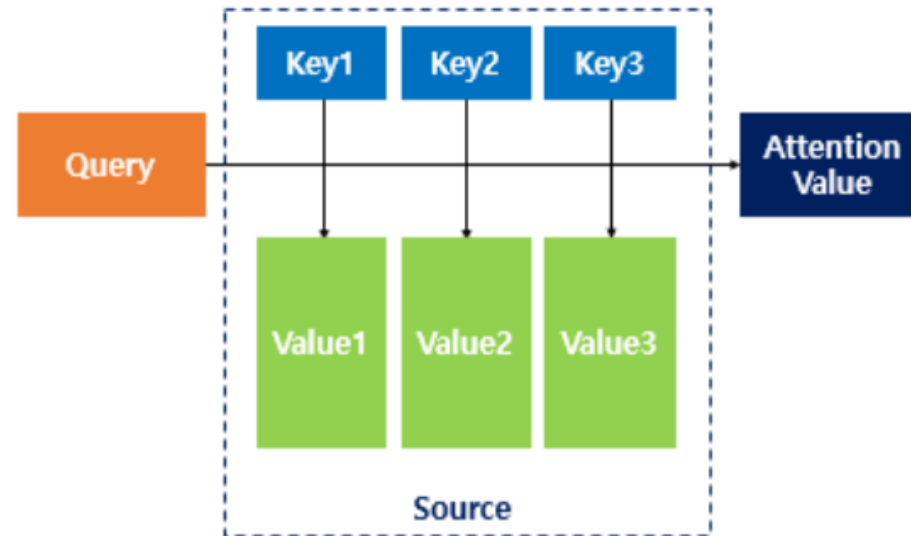 Key1 Key2 Key3
Query
Attention
Value
Value1 Value2 Value3
Source